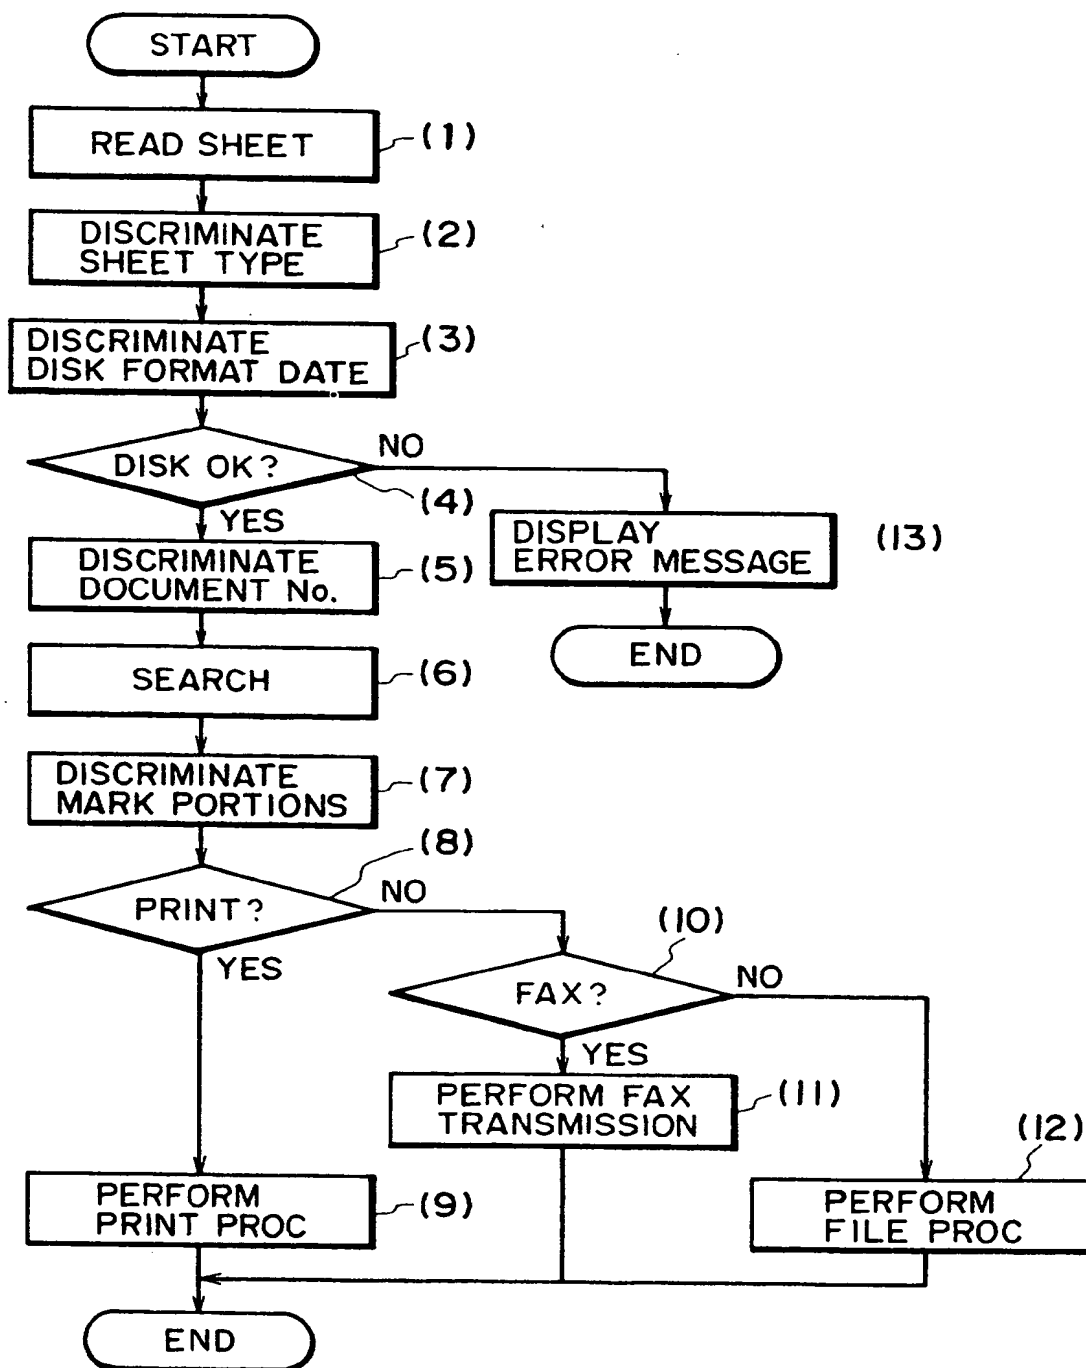 START
READ SHEET
(1)
DISCRIMINATE
SHEET TYPE
(2)
DISCRIMINATE
DISK FORMAT DATE
(3)
DISK OK?
NO
(4)
YES
DISPLAY
ERROR MESSAGE
(13)
DISCRIMINATE
DOCUMENT No.
(5)
END
SEARCH
(6)
DISCRIMINATE
MARK PORTIONS
(7)
(8)
PRINT?
NO
YES
(10)
FAX?
NO
YES
PERFORM FAX
TRANSMISSION
(11)
(12)
PERFORM
PRINT PROC
(9)
PERFORM
FILE PROC
END